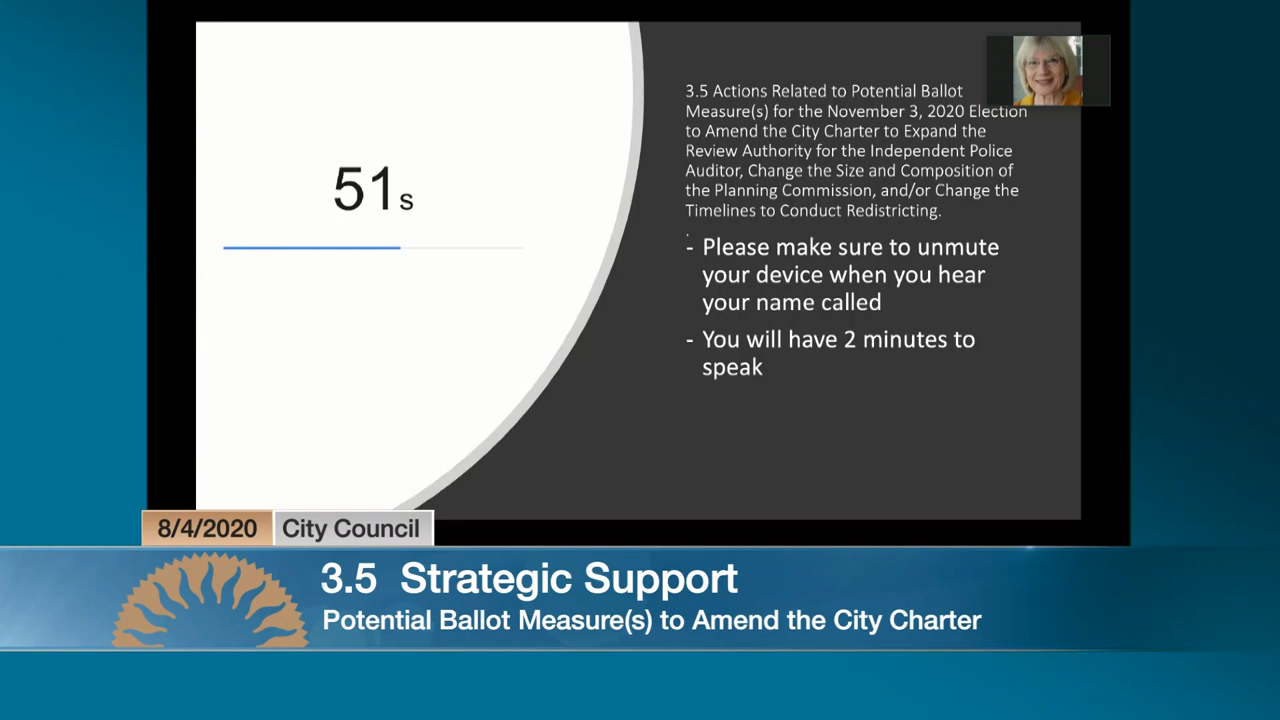 51s
3.5 Actions Related to Potential Ballot
Measure(s) for the November 3, 2020 Election
to Amend the City Charter to Expand the
Review Authority for the Independent Police
Auditor, Change the Size and Composition of
the Planning Commission, and/or Change the
Timelines to Conduct Redistricting.
.
- Please make sure to unmute
your device when you hear
your name called
- You will have 2 minutes to
speak
8/4/2020 City Council
3.5 Strategic Support
Potential Ballot Measure(s) to Amend the City Charter